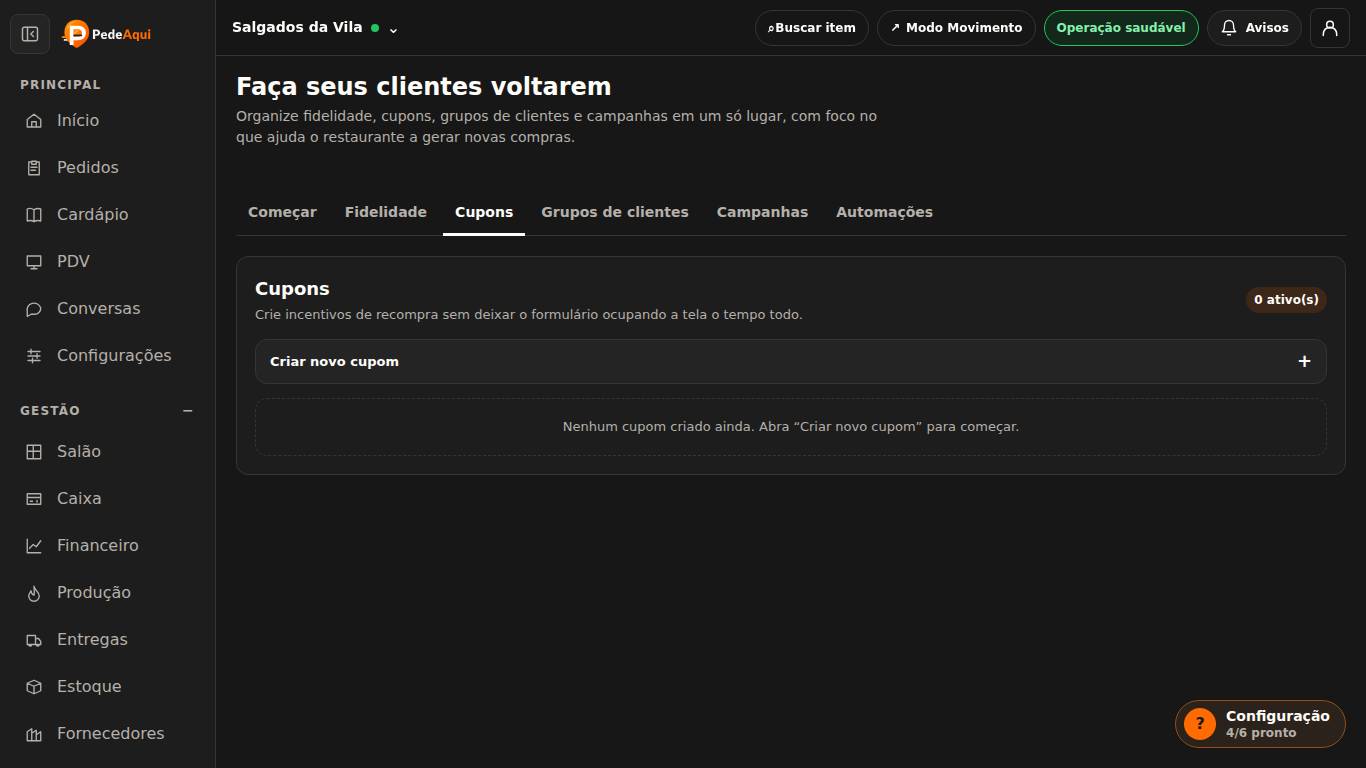 PedeAqui
PRINCIPAL
Início
Pedidos
Cardápio
PDV
Conversas
Configurações
GESTÃO
Salão
Caixa
Financeiro
Produção
Entregas
Estoque
Fornecedores
Salgados da Vila
Buscar item
Modo Movimento
Operação saudável
Avisos
Faça seus clientes voltarem
Organize fidelidade, cupons, grupos de clientes e campanhas em um só lugar, com foco no
que ajuda o restaurante a gerar novas compras.
Começar Fidelidade Cupons Grupos de clientes Campanhas Automações
Cupons
0 ativo(s)
Crie incentivos de recompra sem deixar o formulário ocupando a tela o tempo todo.
Criar novo cupom +
Nenhum cupom criado ainda. Abra “Criar novo cupom” para começar.
? Configuração
4/6 pronto